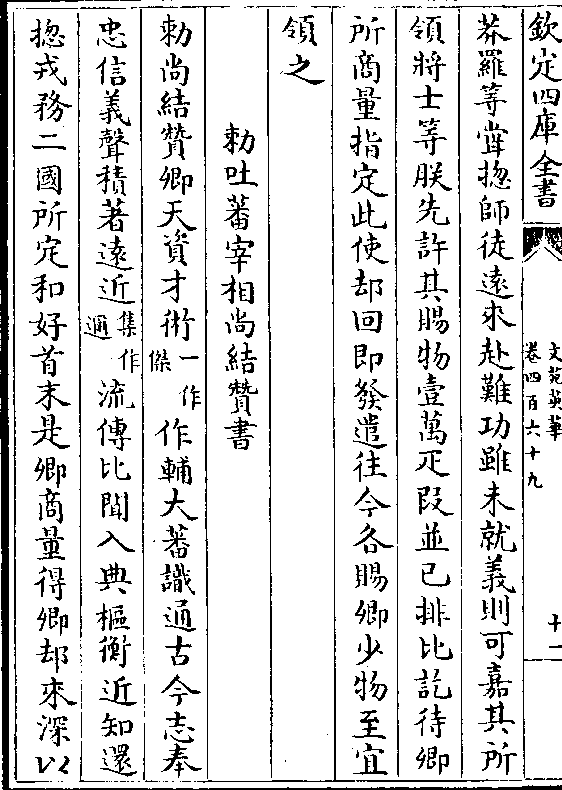 欽定四庫全書
文苑英華
卷四百六十九
十二
莽羅等當揔師徒遠來赴難功雖未就義則可嘉其所
領將士等朕先許其賜物壹萬疋段並已排比訖待卿
所商量指定此使却回即發遣往今各賜卿少物至宜
領之
勅吐蕃宰相尚結贊書
勅尚結贊卿天資才術一作傑作輔大蕃識通古今志奉
忠信義聲積著遠近集作邇流傳比聞入典樞衡近知還
揔戎務二國所定和好首末是卿商量得卿却來深以